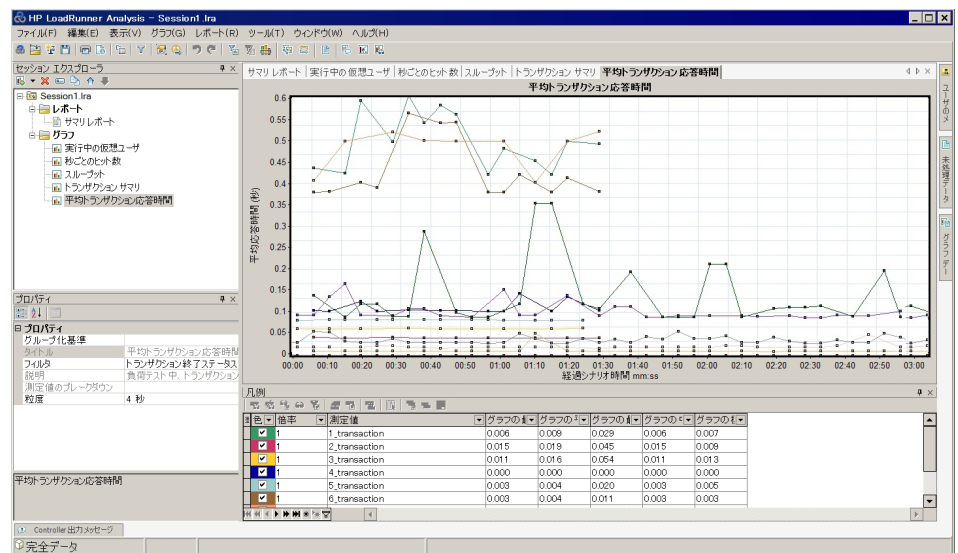 HP LoadRunner Analysis - Session1.lra
ファイル(F) 編集(E) 表示(V) グラフ(G) レポート(R) ツール(T) ウィンドウ(W) ヘルプ(H)
セッション エクスプローラ
Session1.lra
レポート
サマリ レポート
グラフ
実行中の仮想ユーザ
秒ごとのヒット数
スループット
トランザクション サマリ
平均トランザクション応答時間
プロパティ
プロパティ
グループ化基準
タイトル 平均トランザクション応答時間
フィルタ トランザクション終了ステータス
説明 負荷テスト中、トランザクション
測定値のブレークダウン
粒度 4 秒
平均トランザクション応答時間
サマリ レポート 実行中の仮想ユーザ 秒ごとのヒット数 スループット トランザクション サマリ 平均トランザクション応答時間
平均トランザクション応答時間
0.6
0.55
0.5
0.45
0.4
0.35
0.3
0.25
0.2
0.15
0.1
0.05
0
平均応答時間 (秒)
00:00 00:10 00:20 00:30 00:40 00:50 01:00 01:10 01:20 01:30 01:40 01:50 02:00 02:10 02:20 02:30 02:40 02:50 03:00
経過シナリオ時間 mm:ss
凡例
色 倍率 測定値 グラフの グラフの グラフの グラフの グラフの
1 1_transaction 0.006 0.009 0.029 0.006 0.007
1 2_transaction 0.015 0.019 0.045 0.015 0.009
1 3_transaction 0.011 0.016 0.054 0.011 0.013
1 4_transaction 0.000 0.000 0.000 0.000 0.000
1 5_transaction 0.003 0.004 0.020 0.003 0.005
1 6_transaction 0.003 0.004 0.011 0.003 0.003
ユーザのメ
未処理データ
グラフ デー
Controller 出力メッセージ
完全データ